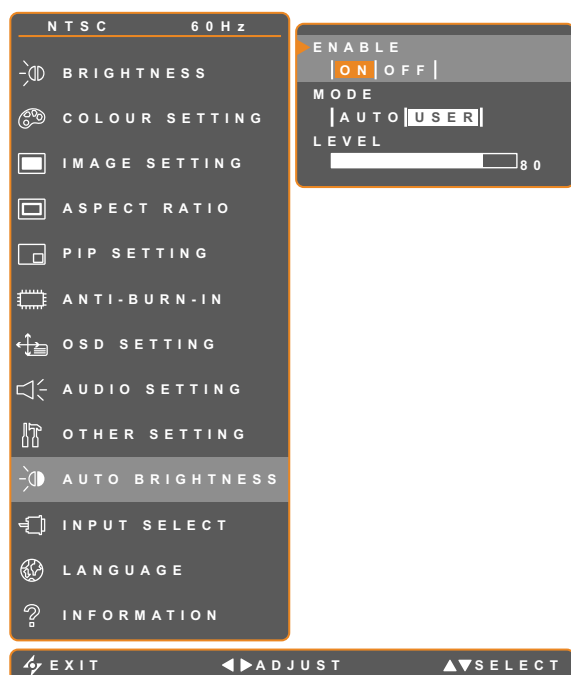 NTSC 60Hz
BRIGHTNESS
COLOUR SETTING
IMAGE SETTING
ASPECT RATIO
PIP SETTING
ANTI-BURN-IN
OSD SETTING
AUDIO SETTING
OTHER SETTING
AUTO BRIGHTNESS
INPUT SELECT
LANGUAGE
INFORMATION
ENABLE
ON OFF
MODE
AUTO USER
LEVEL
80
EXIT ADJUST SELECT